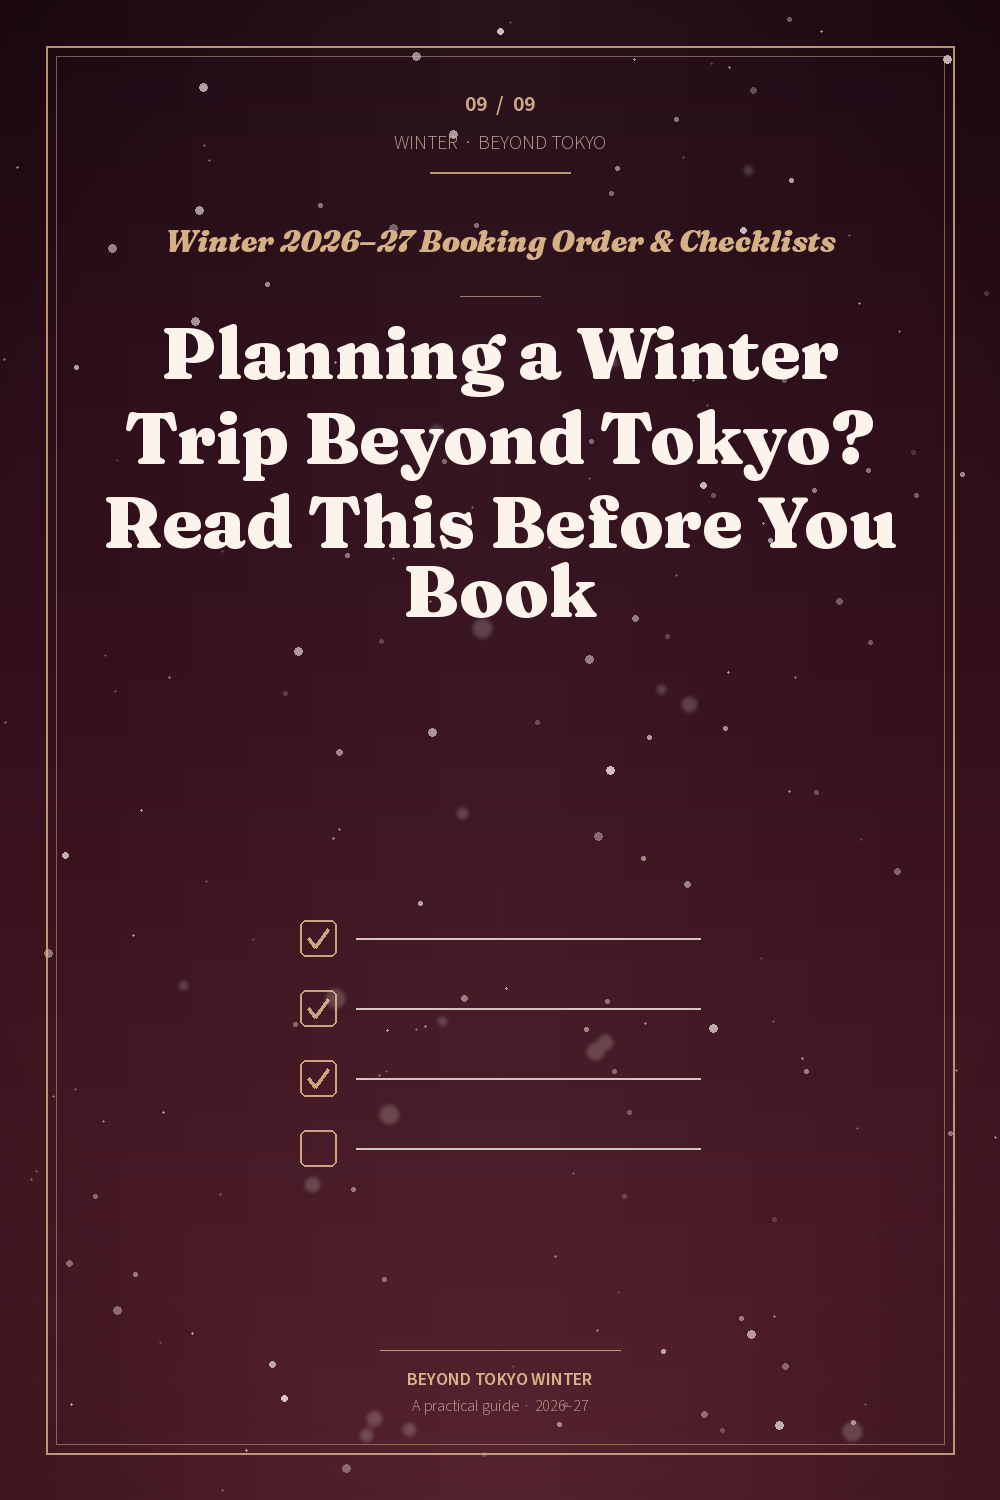 09 / 09
WINTER · BEYOND TOKYO
Winter 2026–27 Booking Order & Checklists
Planning a Winter
Trip Beyond Tokyo?
Read This Before You
Book
BEYOND TOKYO WINTER
A practical guide · 2026–27